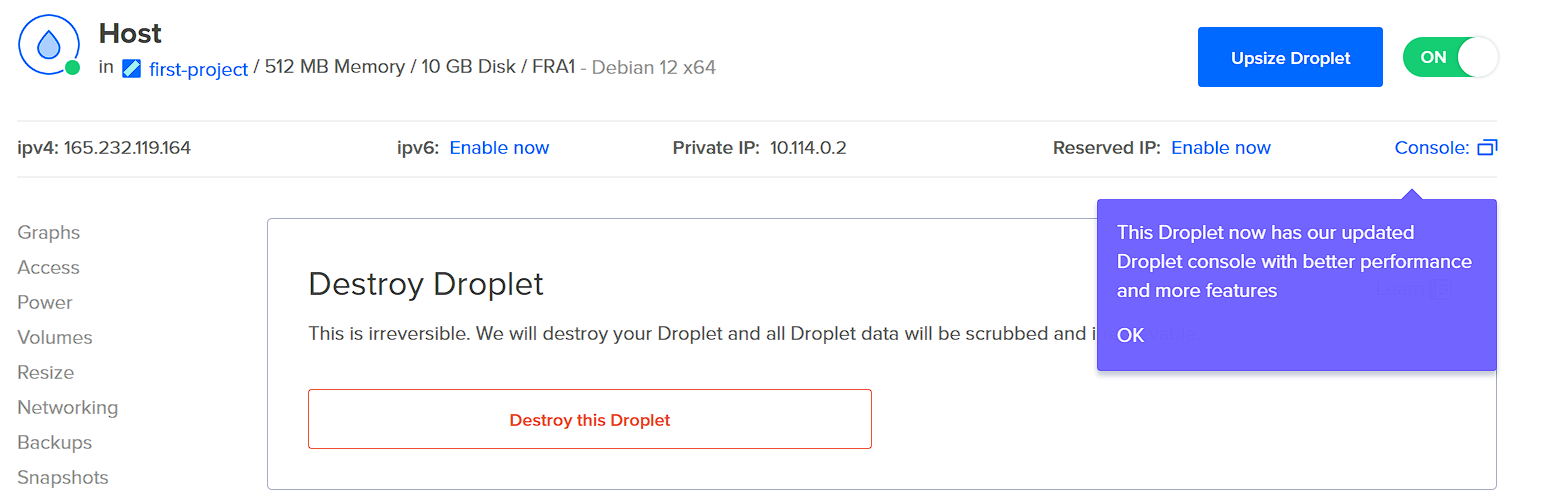 Host
in first-project / 512 MB Memory / 10 GB Disk / FRA1 - Debian 12 x64
Upsize Droplet
ON
ipv4: 165.232.119.164 ipv6: Enable now Private IP: 10.114.0.2 Reserved IP: Enable now Console:
Graphs
Access
Power
Volumes
Resize
Networking
Backups
Snapshots
Destroy Droplet
This is irreversible. We will destroy your Droplet and all Droplet data will be scrubbed and
Destroy this Droplet
This Droplet now has our updated
Droplet console with better performance
and more features
OK